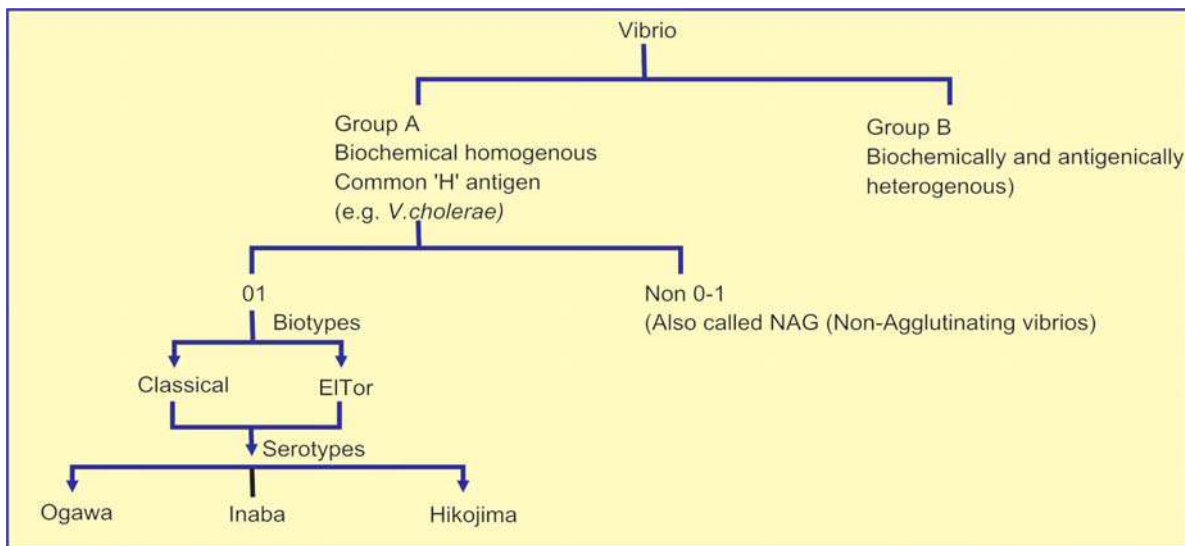 Vibrio
Group A
Biochemical homogenous
Common 'H' antigen
(e.g. V.cholerae)
Group B
Biochemically and antigenically
heterogenous)
01
Non 0-1
(Also called NAG (Non-Agglutinating vibrios)
Biotypes
Classical
ElTor
Serotypes
Ogawa
Inaba
Hikojima